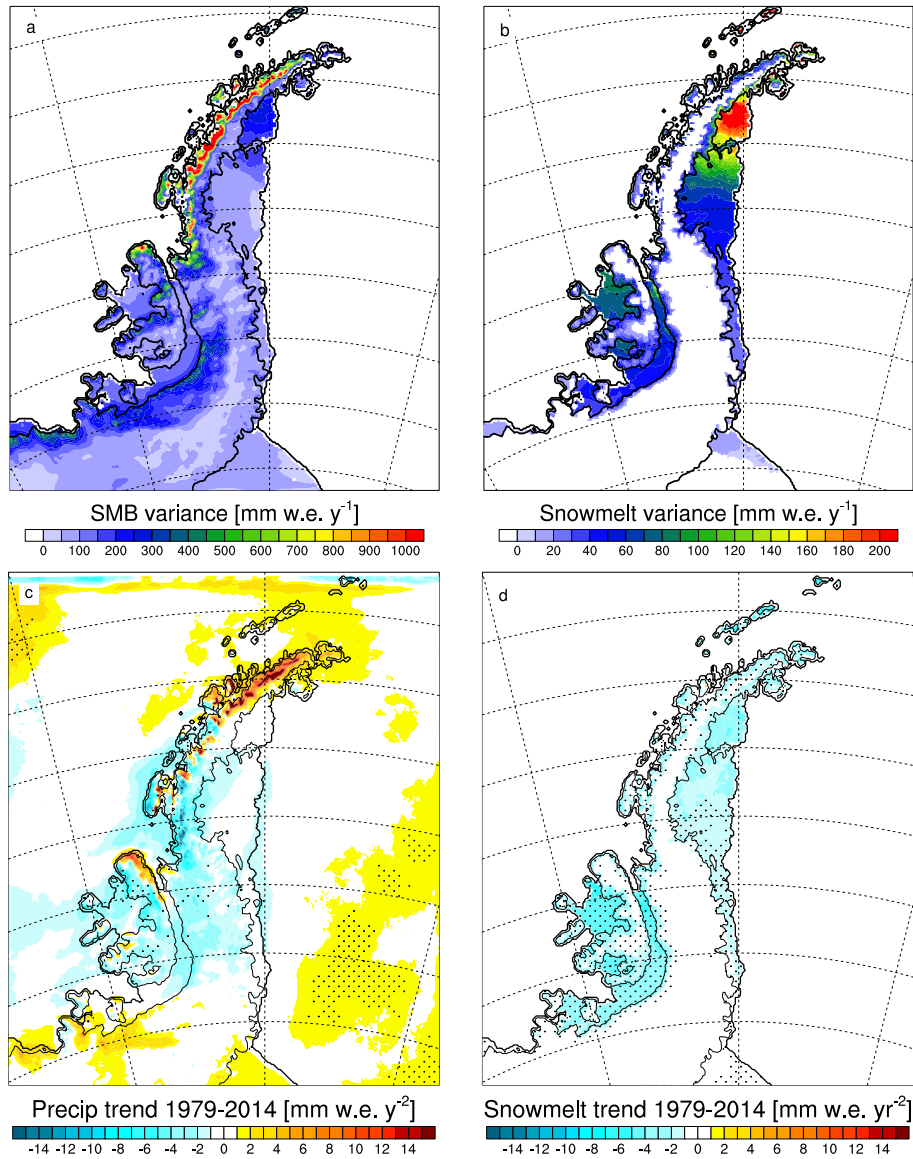 a
b
SMB variance [mm w.e. y-1]
0 100 200 300 400 500 600 700 800 900 1000
Snowmelt variance [mm w.e. y-1]
0 20 40 60 80 100 120 140 160 180 200
c
d
Precip trend 1979-2014 [mm w.e. y-2]
-14 -12 -10 -8 -6 -4 -2 0 2 4 6 8 10 12 14
Snowmelt trend 1979-2014 [mm w.e. yr-2]
-14 -12 -10 -8 -6 -4 -2 0 2 4 6 8 10 12 14